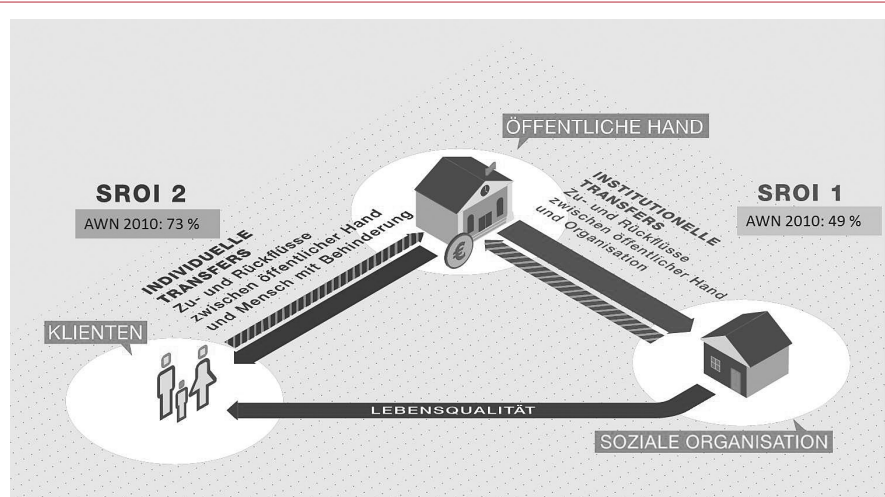 ÖFFENTLICHE HAND
SROI 2
AWN 2010: 73 %
INDIVIDUELLE
TRANSFERS
Zu- und Rückflüsse
zwischen öffentlicher Hand
und Mensch mit Behinderung
INSTITUTIONELLE
TRANSFERS
Zu- und Rückflüsse
zwischen öffentlicher Hand
und Organisation
SROI 1
AWN 2010: 49 %
€
KLIENTEN
LEBENSQUALITÄT
SOZIALE ORGANISATION